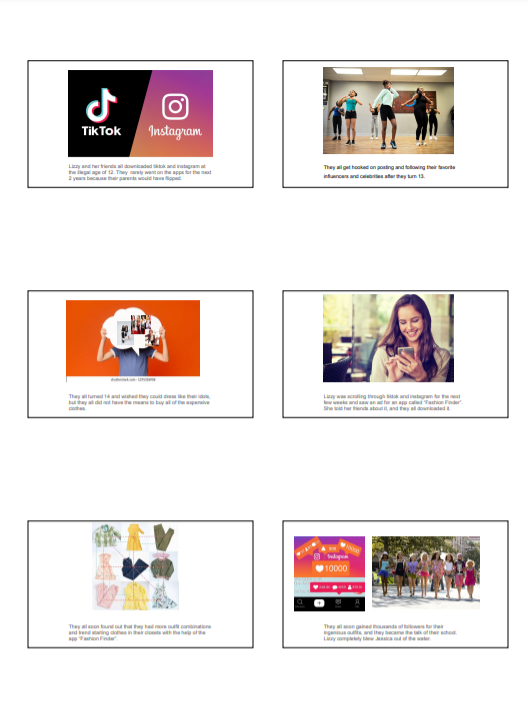 TikTok
Instagram
Lizzy and her friends all downloaded tiktok and instagram at
the illegal age of 12. They rarely went on the apps for the next
2 years because their parents would have flipped.
They all get hooked on posting and following their favorite
influencers and celebrities after they turn 13.
They all turned 14 and wished they could dress like their idols,
but they all did not have the means to buy all of the expensive
clothes.
Lizzy was scrolling through tiktok and instagram for the next
few weeks and saw an ad for an app called "Fashion Finder".
She told her friends about it, and they all downloaded it.
They all soon found out that they had more outfit combinations
and trend starting clothes in their closets with the help of the
app "Fashion Finder".
Instagram
10000
They all soon gained thousands of followers for their
ingenious outfits, and they became the talk of their school.
Lizzy completely blew Jessica out of the water.